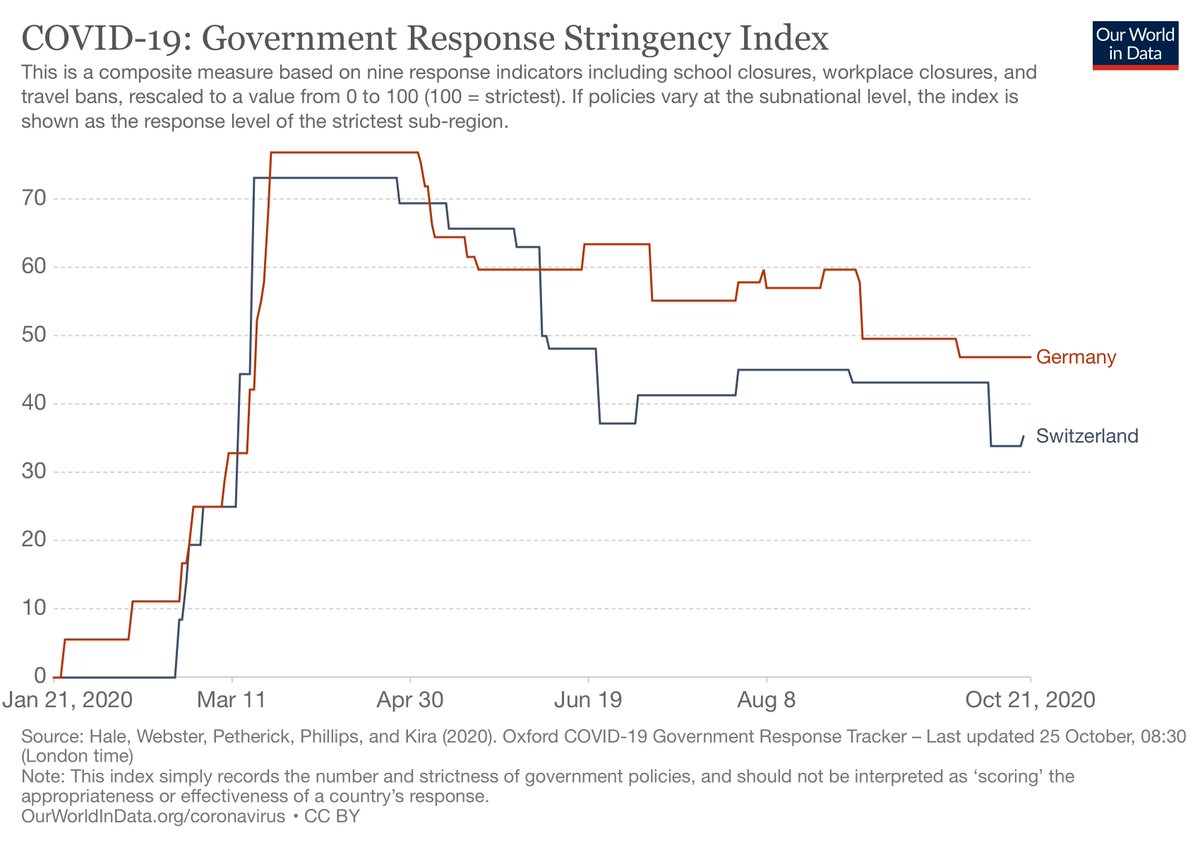 COVID-19: Government Response Stringency Index
Our World
in Data
This is a composite measure based on nine response indicators including school closures, workplace closures, and
travel bans, rescaled to a value from 0 to 100 (100 = strictest). If policies vary at the subnational level, the index is
shown as the response level of the strictest sub-region.
70
60
50
40
30
20
10
0
Germany
Switzerland
Jan 21, 2020
Mar 11
Apr 30
Jun 19
Aug 8
Oct 21, 2020
Source: Hale, Webster, Petherick, Phillips, and Kira (2020). Oxford COVID-19 Government Response Tracker – Last updated 25 October, 08:30
(London time)
Note: This index simply records the number and strictness of government policies, and should not be interpreted as ‘scoring’ the
appropriateness or effectiveness of a country’s response.
OurWorldInData.org/coronavirus • CC BY